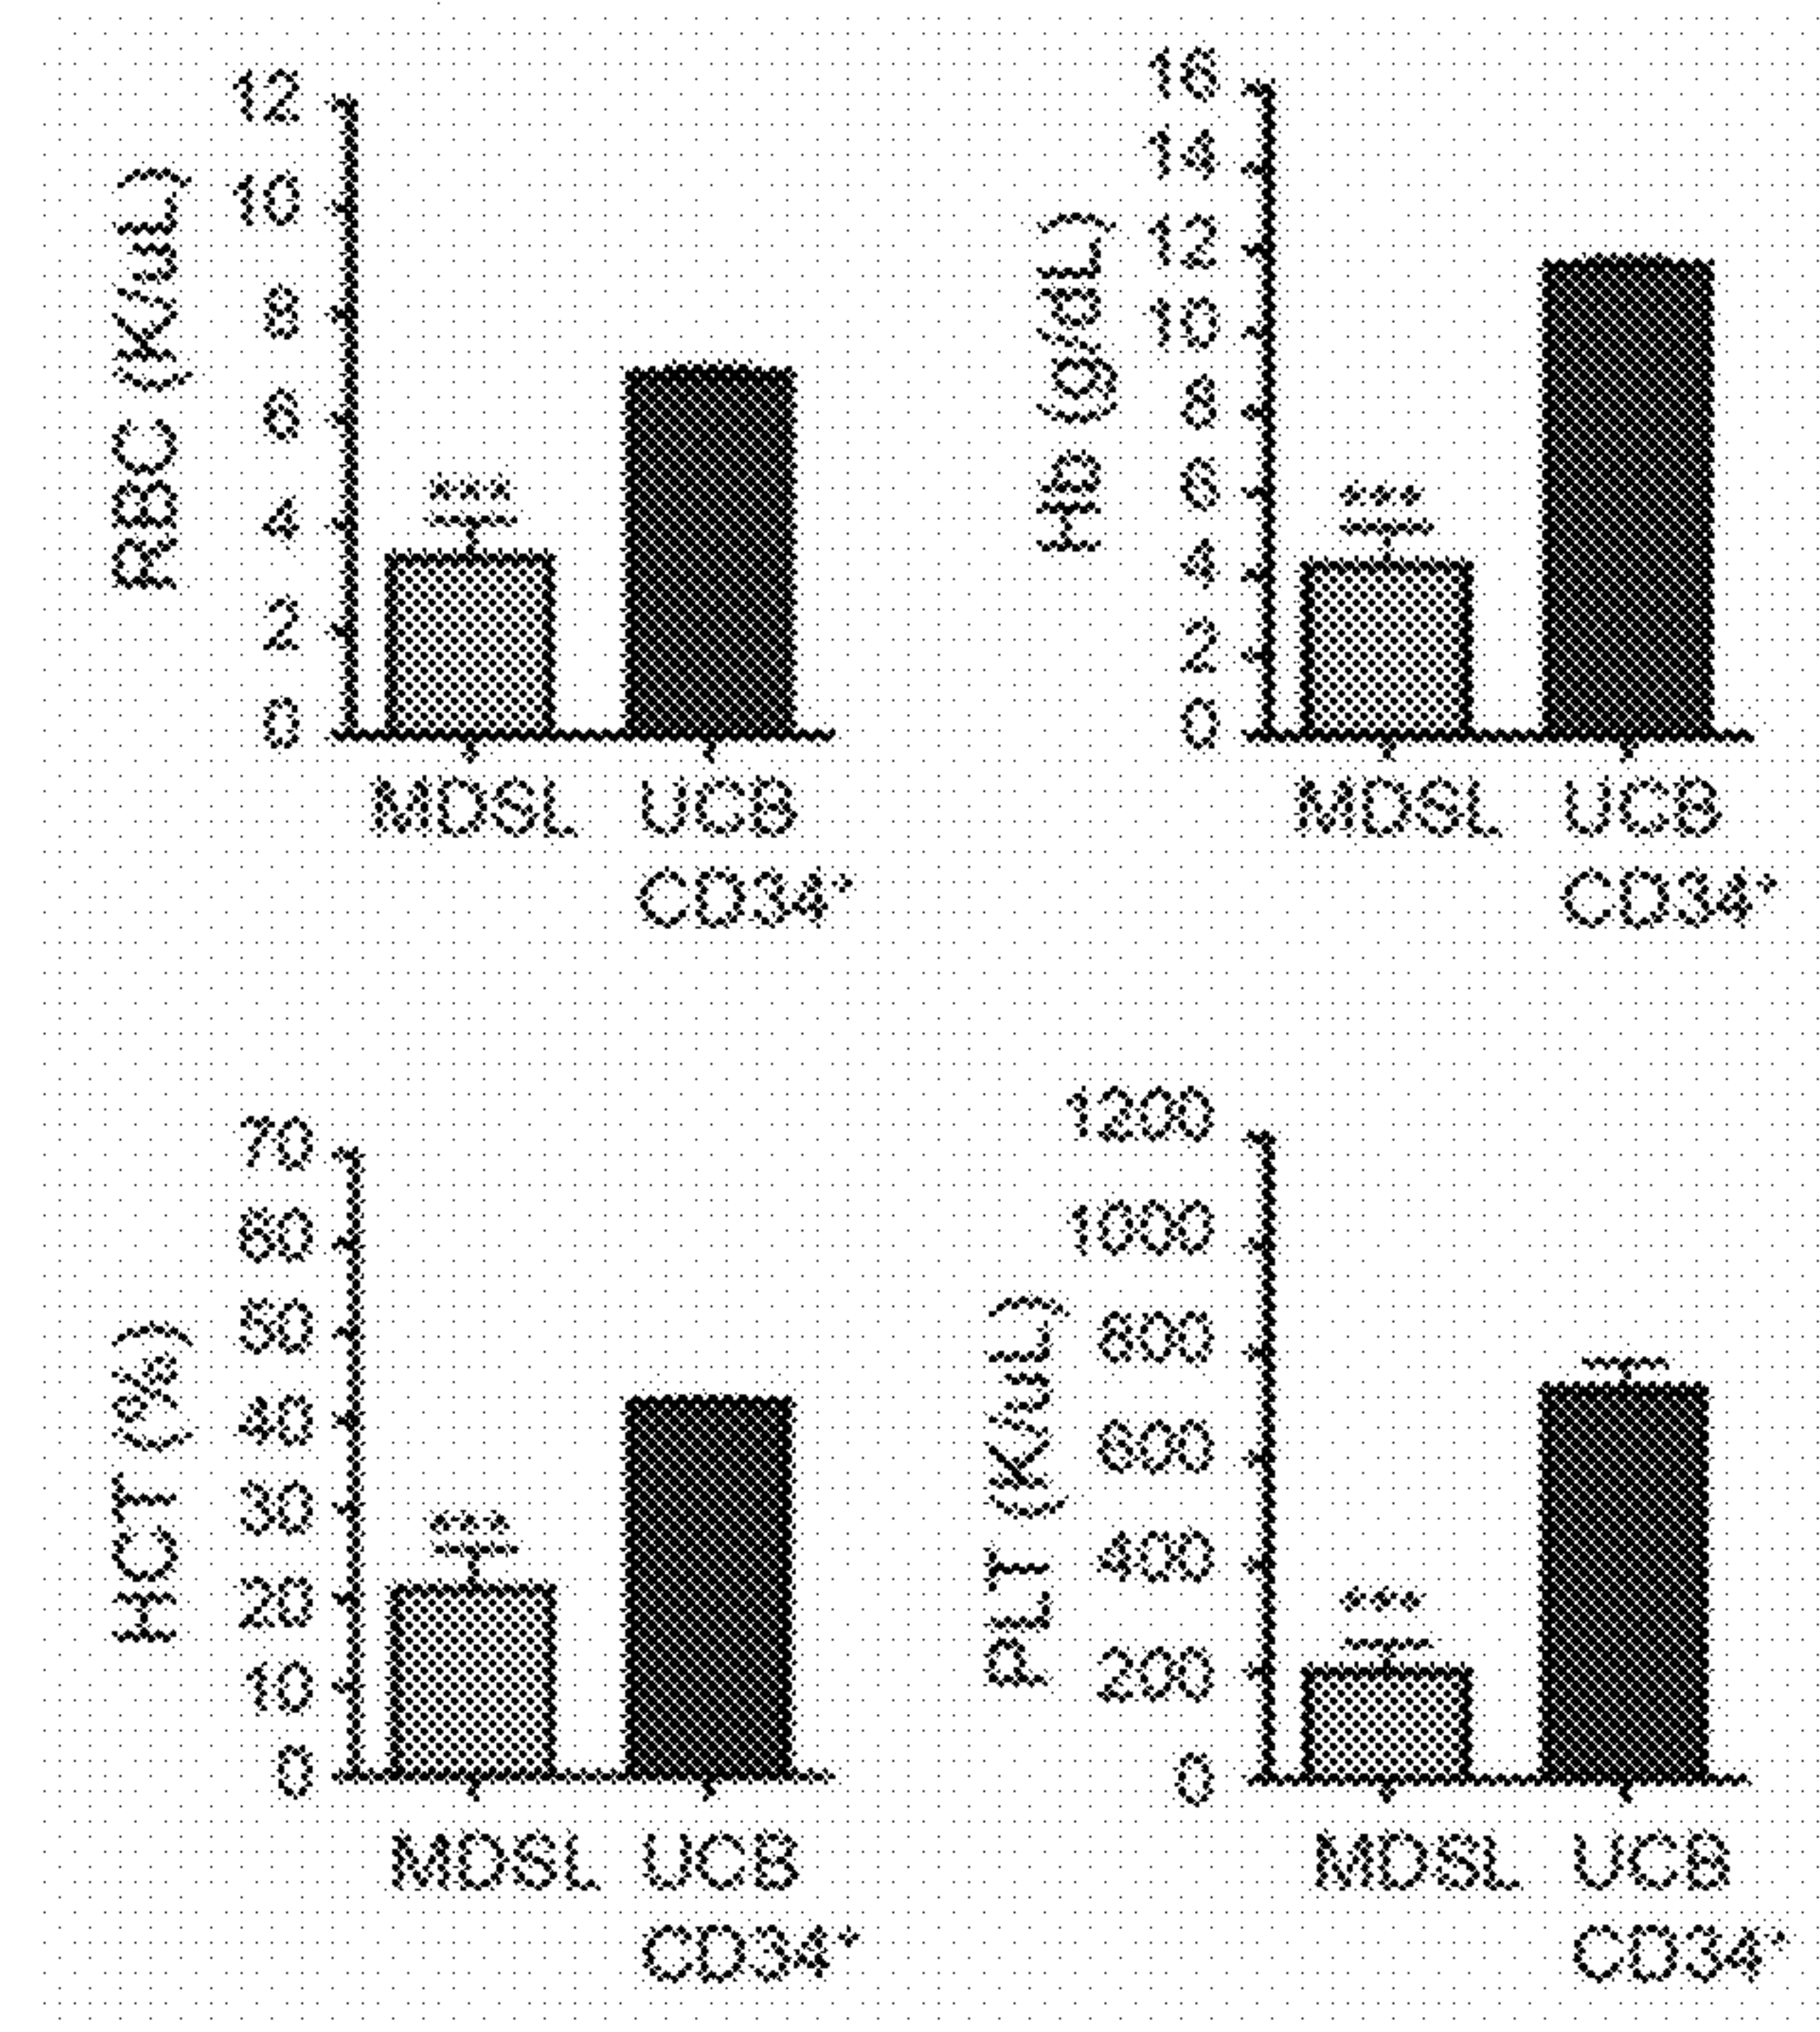 RBC (K/uL)
12
10
8
6
4
2
0
***
MDSL UCB
CD34+
Hb (g/dL)
16
14
12
10
8
6
4
2
0
***
MDSL UCB
CD34+
HCT (%)
70
60
50
40
30
20
10
0
***
MDSL UCB
CD34+
PLT (K/uL)
1200
1000
800
600
400
200
0
***
MDSL UCB
CD34+